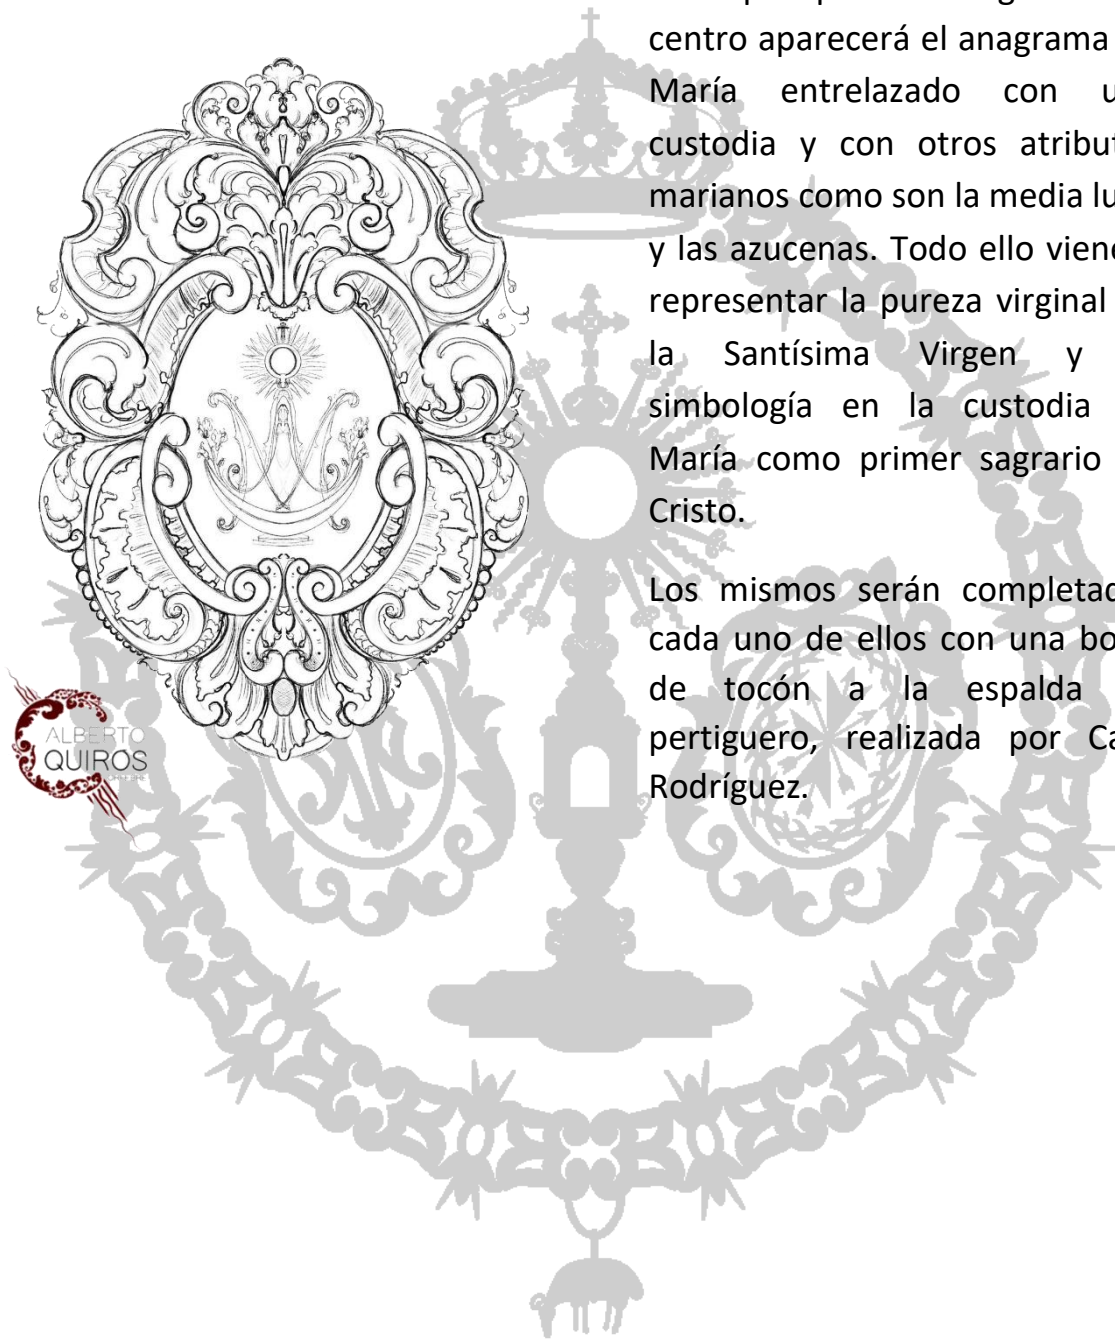 centro aparecerá el anagrama
María entrelazado con u
custodia y con otros atribut
marianos como son la media lu
y las azucenas. Todo ello vien
representar la pureza virginal
la Santísima Virgen y
simbología en la custodia
María como primer sagrario
Cristo.
Los mismos serán completad
cada uno de ellos con una bo
de tocón a la espalda
pertiguero, realizada por Ca
Rodríguez.
ALBERTO
QUIROS